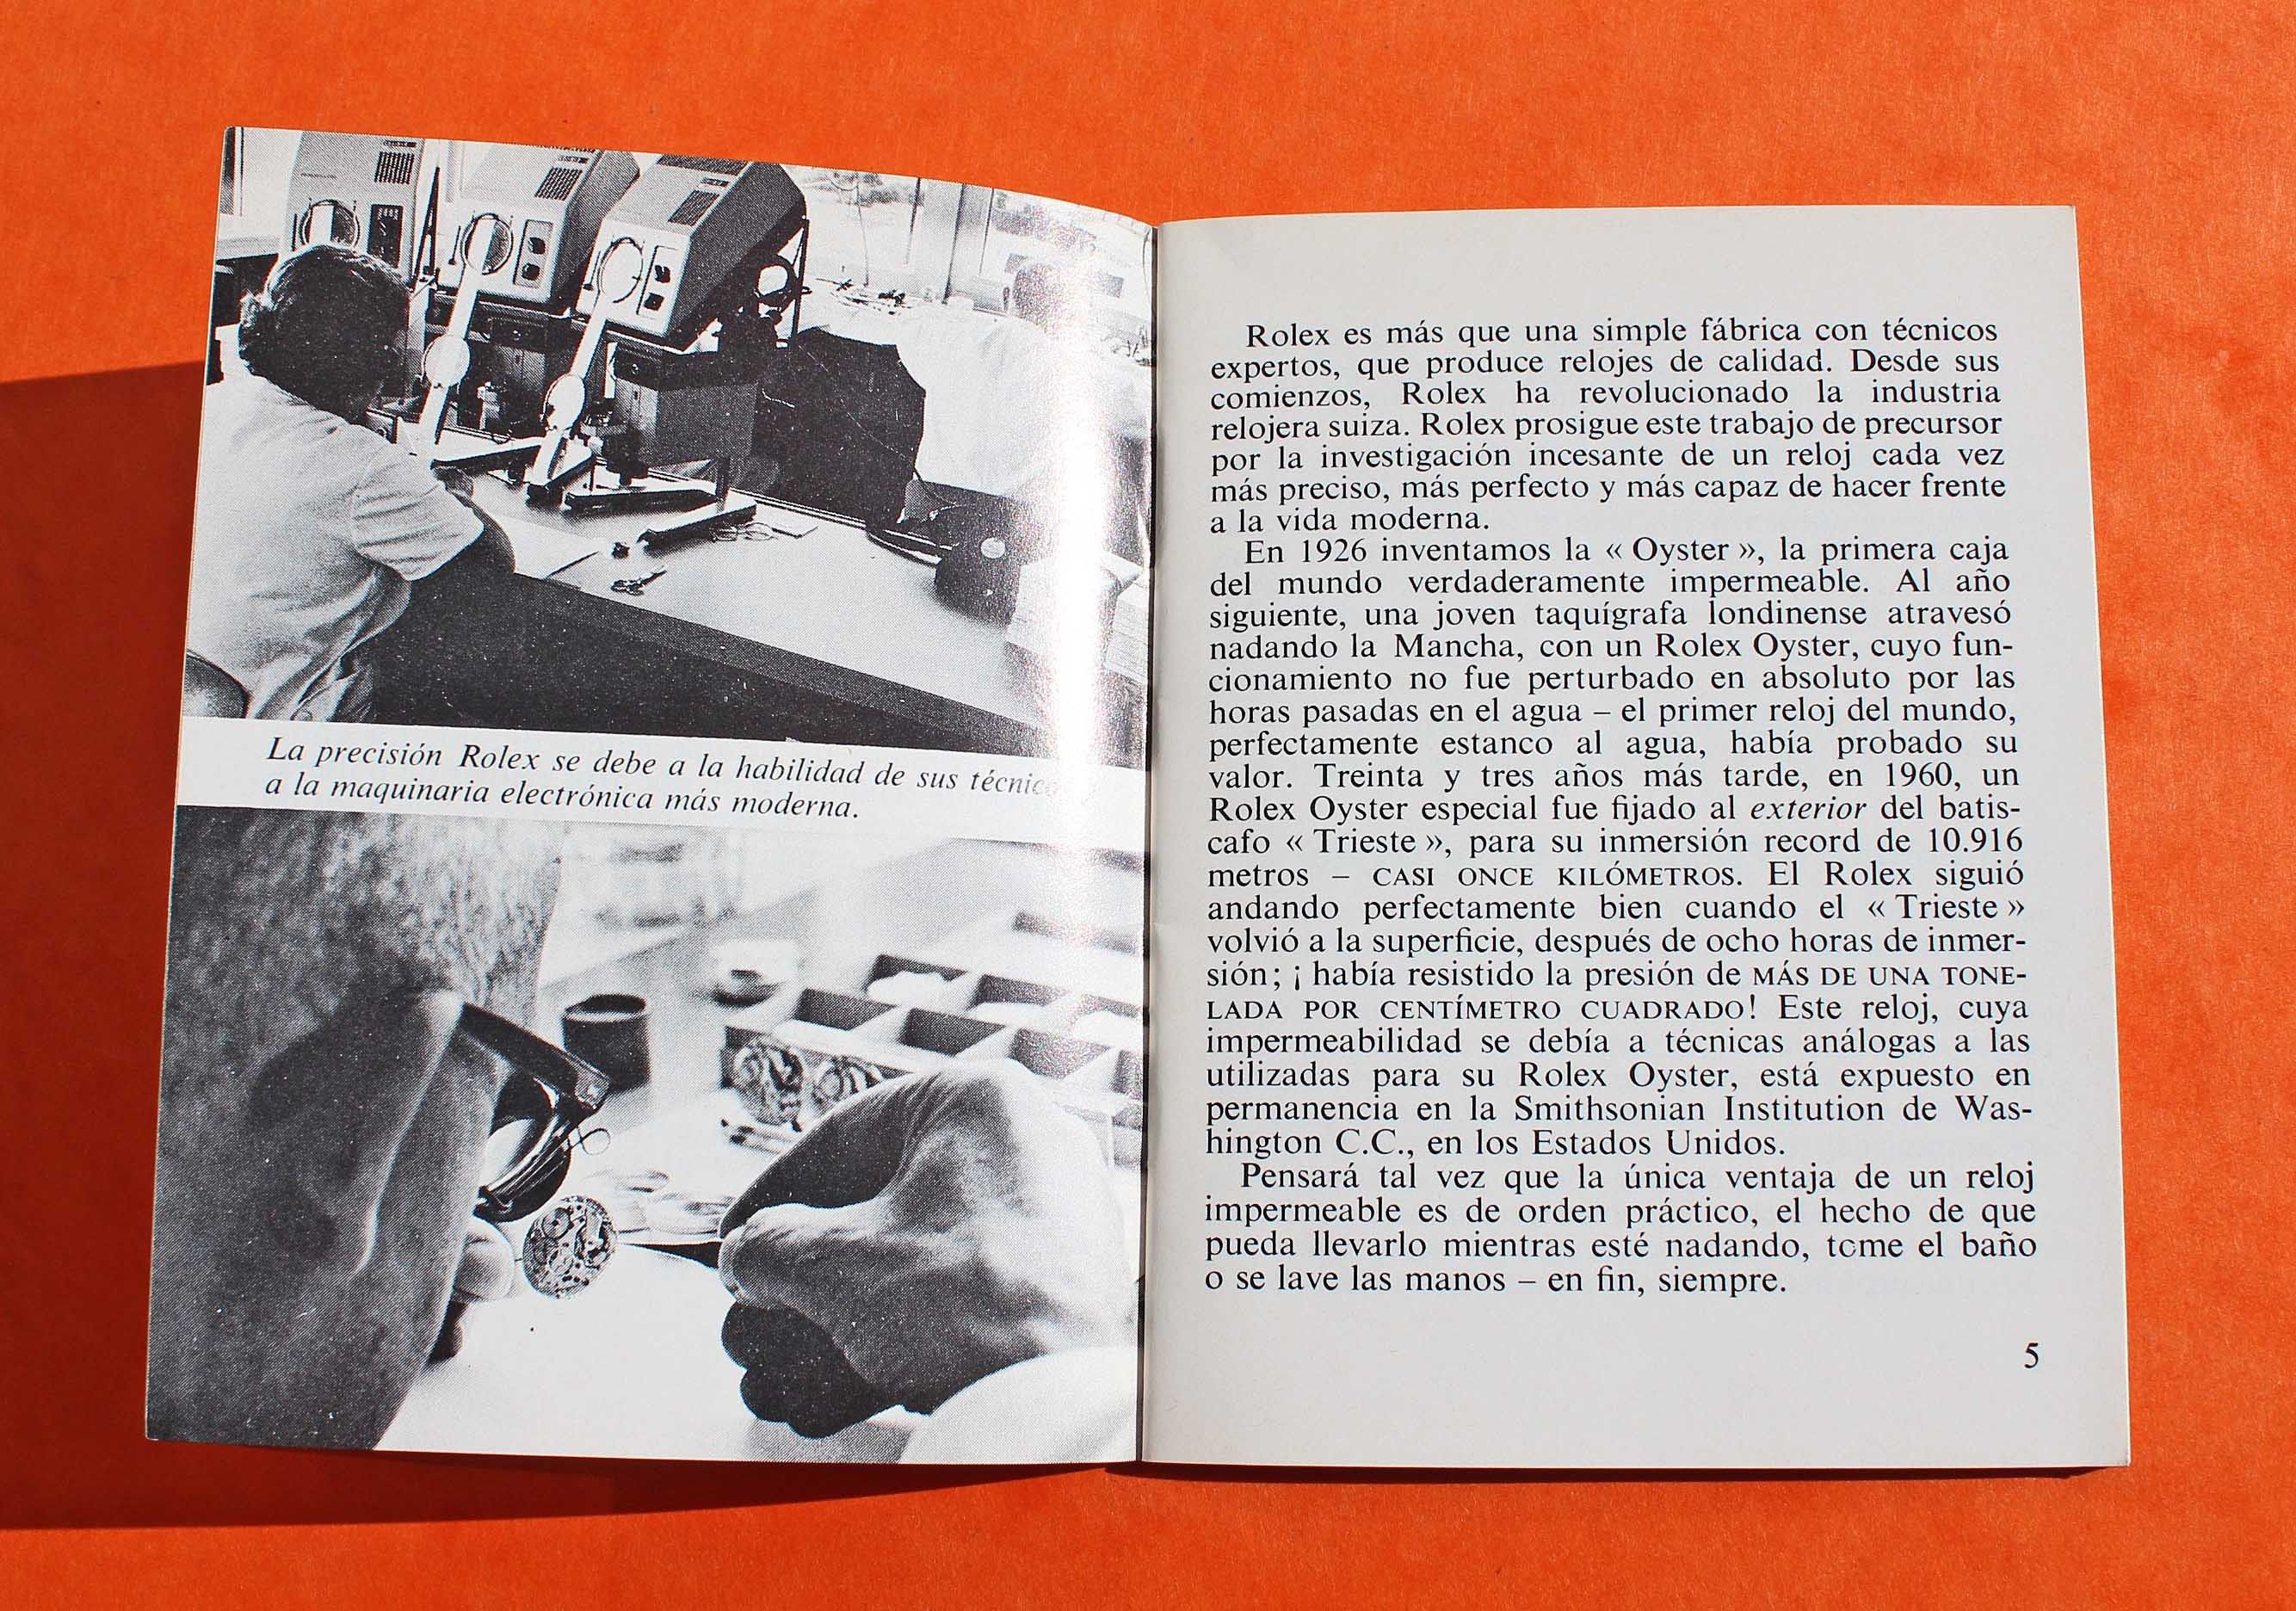 La precisión Rolex se debe a la habilidad de sus
a la maquinaria electrónica más moderna.
Rolex es más que una simple fábrica con técnicos
expertos, que produce relojes de calidad. Desde sus
comienzos, Rolex ha revolucionado la industria
relojera suiza. Rolex prosigue este trabajo de precursor
por la investigación incesante de un reloj cada vez
más preciso, más perfecto y más capaz de hacer frente
a la vida moderna.
En 1926 inventamos la « Oyster », la primera caja
del mundo verdaderamente impermeable. Al año
siguiente, una joven taquígrafa londinense atravesó
nadando la Mancha, con un Rolex Oyster, cuyo fun-
cionamiento no fue perturbado en absoluto por las
horas pasadas en el agua – el primer reloj del mundo,
perfectamente estanco al agua, había probado su
valor. Treinta y tres años más tarde, en 1960, un
Rolex Oyster especial fue fijado al exterior del batis-
cafo « Trieste », para su inmersión record de 10.916
metros – CASI ONCE KILÓMETROS. El Rolex siguió
andando perfectamente bien cuando el « Trieste »
volvió a la superficie, después de ocho horas de inmer-
sión; ¡ había resistido la presión de MÁS DE UNA TONE-
LADA POR CENTÍMETRO CUADRADO! Este reloj, cuya
impermeabilidad se debía a técnicas análogas a las
utilizadas para su Rolex Oyster, está expuesto en
permanencia en la Smithsonian Institution de Was-
hington C.C., en los Estados Unidos.
Pensará tal vez que la única ventaja de un reloj
impermeable es de orden práctico, el hecho de que
pueda llevarlo mientras esté nadando, tome el baño
o se lave las manos – en fin, siempre.
5